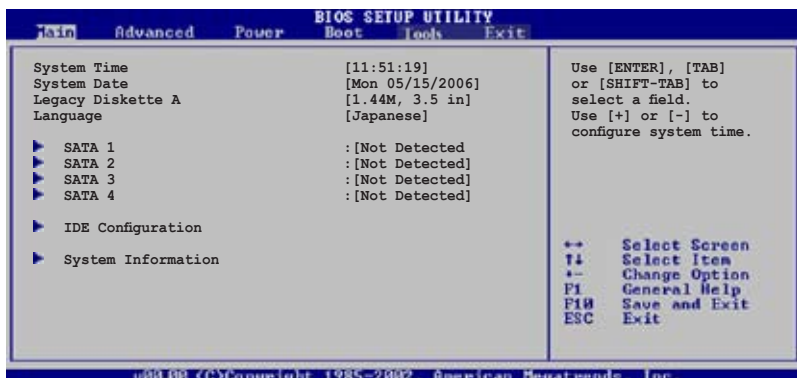 BIOS SETUP UTILITY
Main Advanced Power Boot Tools Exit
System Time [11:51:19]
System Date [Mon 05/15/2006]
Legacy Diskette A [1.44M, 3.5 in]
Language [Japanese]
SATA 1 :[Not Detected
SATA 2 :[Not Detected]
SATA 3 :[Not Detected]
SATA 4 :[Not Detected]
IDE Configuration
System Information
Use [ENTER], [TAB]
or [SHIFT-TAB] to
select a field.
Use [+] or [-] to
configure system time.
←→ Select Screen
↑↓ Select Item
+- Change Option
F1 General Help
F10 Save and Exit
ESC Exit
(C)Copyright 1985-2002, American Megatrends, Inc